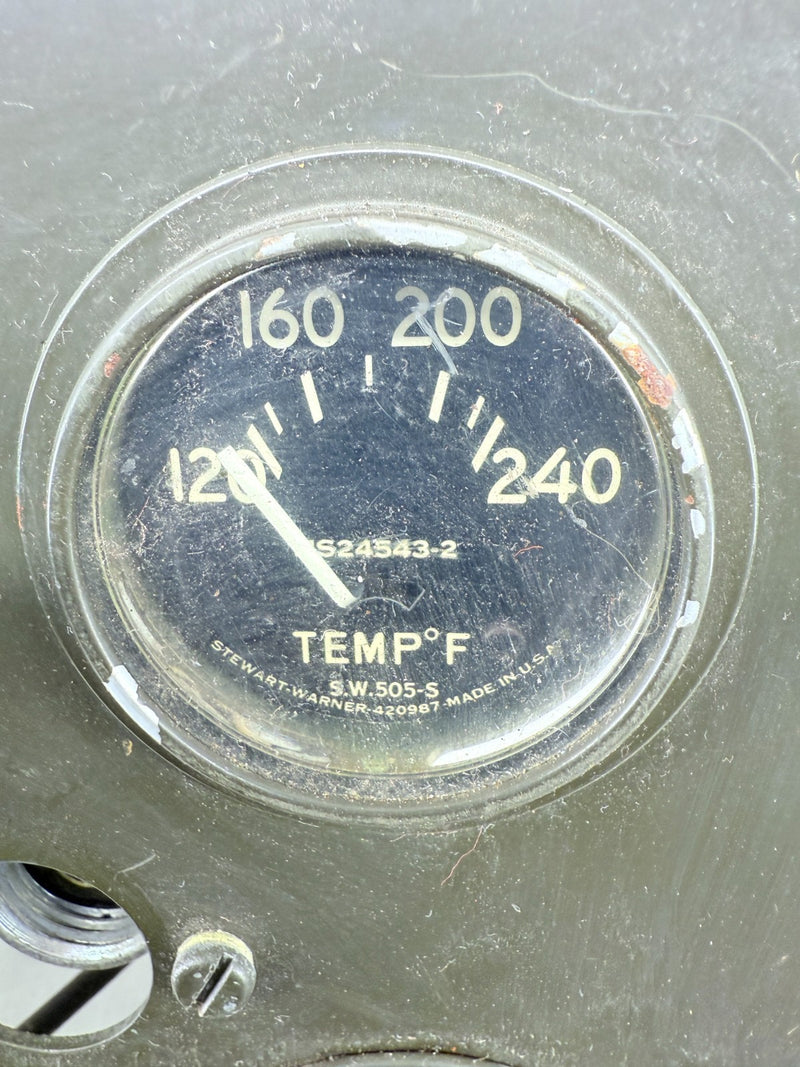 160 200
120 240
S24543-2
TEMP°F
S.W.505-S
STEWART-WARNER-420987-MADE IN U.S.A.